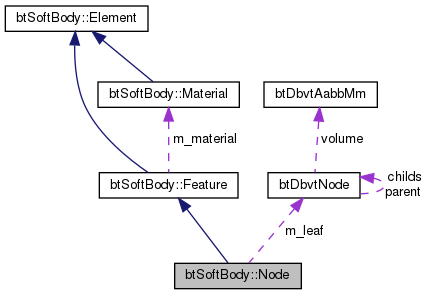 btSoftBody::Element
btSoftBody::Material
btDbvtAabbMm
m_material
volume
btSoftBody::Feature
btDbvtNode
childs
parent
m_leaf
btSoftBody::Node